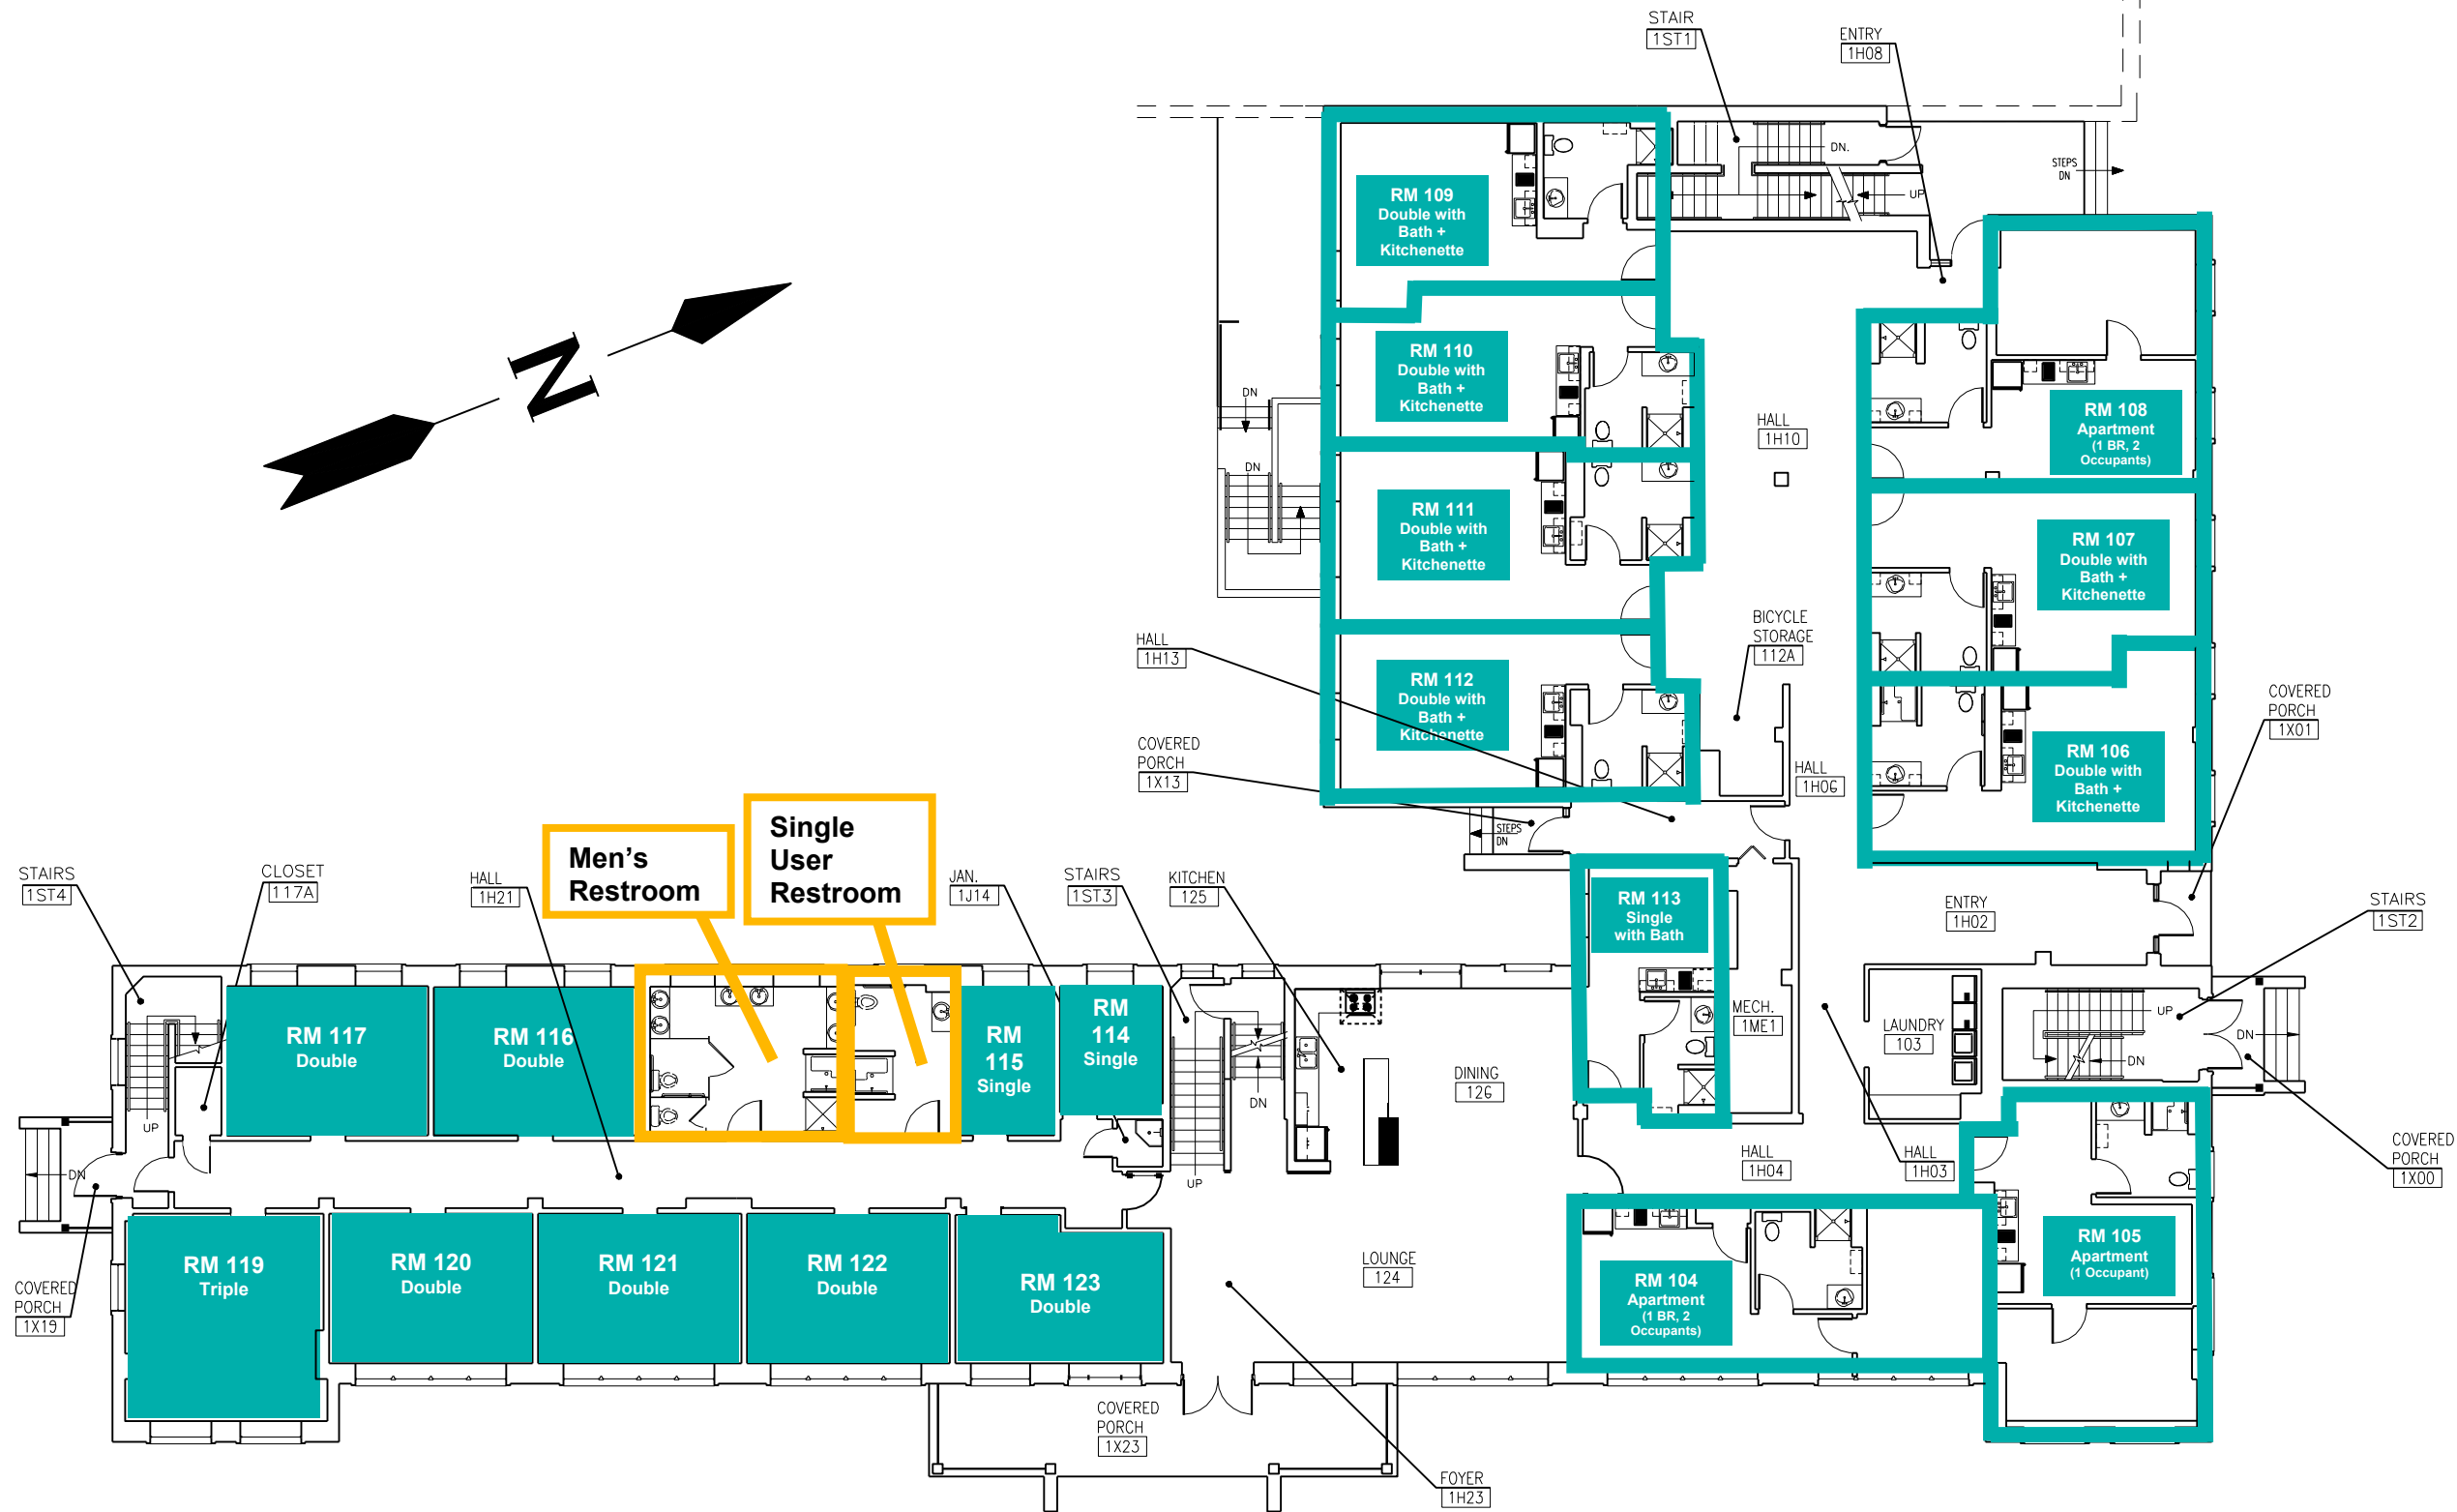 STAIR
1ST1
ENTRY
1H08
DN.
UP
STEPS
DN
RM 109
Double with
Bath +
Kitchenette
N
RM 110
Double with
Bath +
Kitchenette
DN
DN
HALL
1H10
RM 108
Apartment
(1 BR, 2
Occupants)
RM 111
Double with
Bath +
Kitchenette
RM 107
Double with
Bath +
Kitchenette
HALL
1H13
BICYCLE
STORAGE
112A
RM 112
Double with
Bath +
Kitchenette
COVERED
PORCH
1X01
COVERED
PORCH
1X13
HALL
1H06
RM 106
Double with
Bath +
Kitchenette
STEPS
DN
Men's
Restroom
Single
User
Restroom
STAIRS
1ST4
CLOSET
117A
HALL
1H21
JAN.
1J14
STAIRS
1ST3
KITCHEN
125
RM 113
Single
with Bath
ENTRY
1H02
STAIRS
1ST2
RM 117
Double
RM 116
Double
RM
115
Single
RM
114
Single
MECH.
1ME1
LAUNDRY
103
UP
DN
DN
DINING
126
DN
UP
DN
UP
HALL
1H04
HALL
1H03
COVERED
PORCH
1X00
RM 119
Triple
RM 120
Double
RM 121
Double
RM 122
Double
RM 123
Double
LOUNGE
124
RM 104
Apartment
(1 BR, 2
Occupants)
RM 105
Apartment
(1 Occupant)
COVERED
PORCH
1X19
COVERED
PORCH
1X23
FOYER
1H23